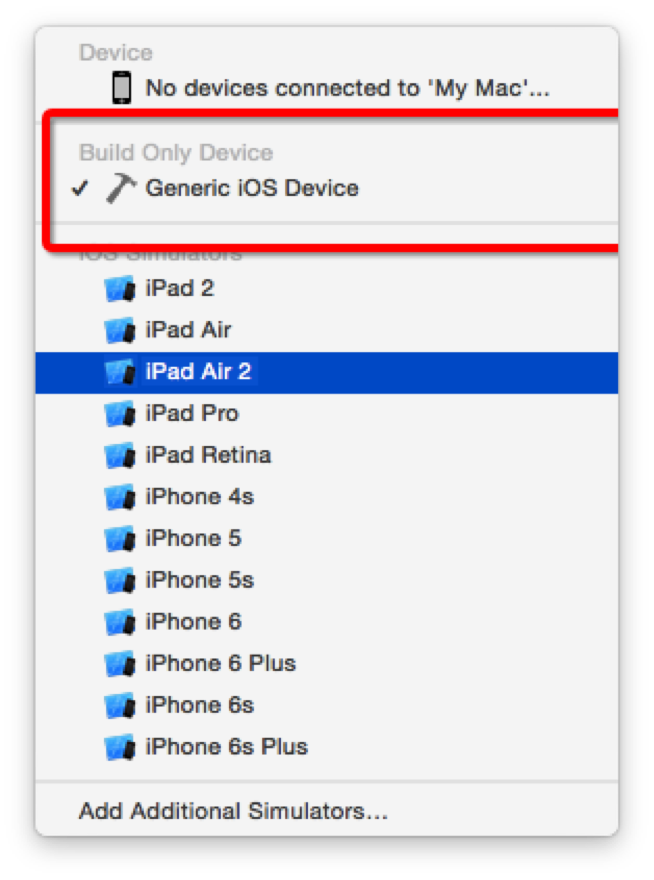 Device
No devices connected to 'My Mac'...
Build Only Device
Generic iOS Device
iOS Simulators
iPad 2
iPad Air
iPad Air 2
iPad Pro
iPad Retina
iPhone 4s
iPhone 5
iPhone 5s
iPhone 6
iPhone 6 Plus
iPhone 6s
iPhone 6s Plus
Add Additional Simulators...